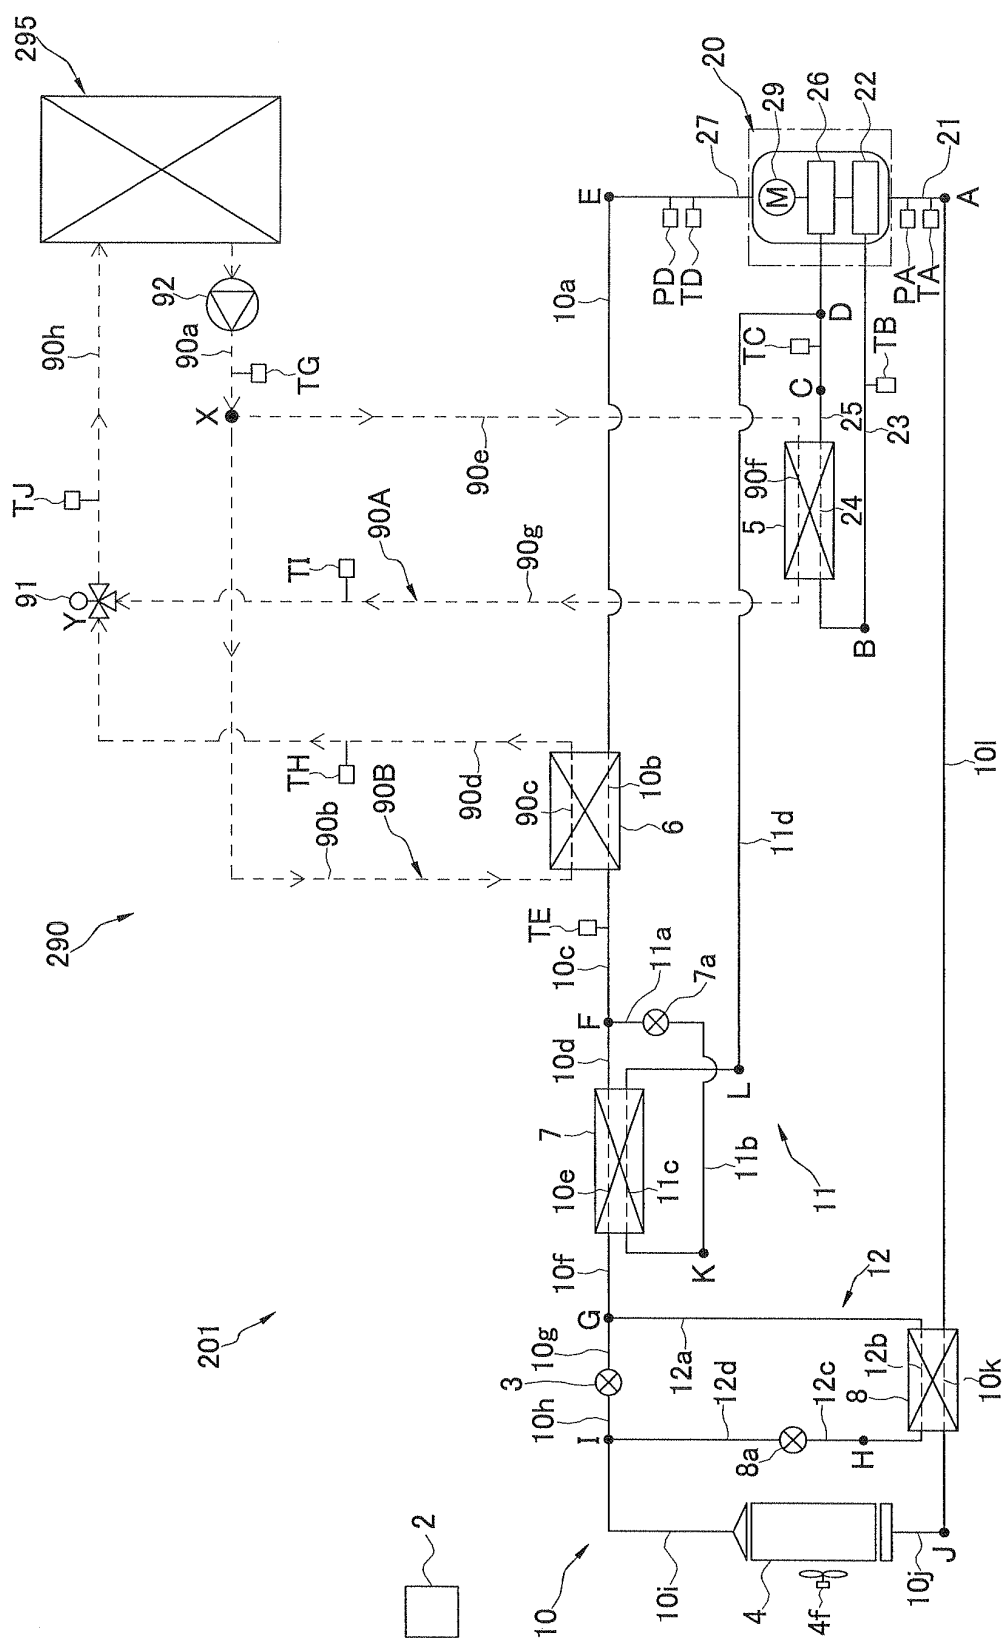 295
90h
92
90a
TG
X
TJ
91
Y
TI
90A
90g
90e
TH
90B
90d
90b
90c
10b
6
290
TE
10c
F
11a
7a
10d
7
10e
11c
11b
K
L
11d
11
10a
E
PD
TD
27
20
29
M
26
22
21
A
PA
TA
D
TC
C
TB
25
23
90f
5
24
B
10l
201
10f
G
10g
3
10h
I
12a
12d
12
12b
8
10k
12c
H
8a
10
10i
4
4f
10j
J
2